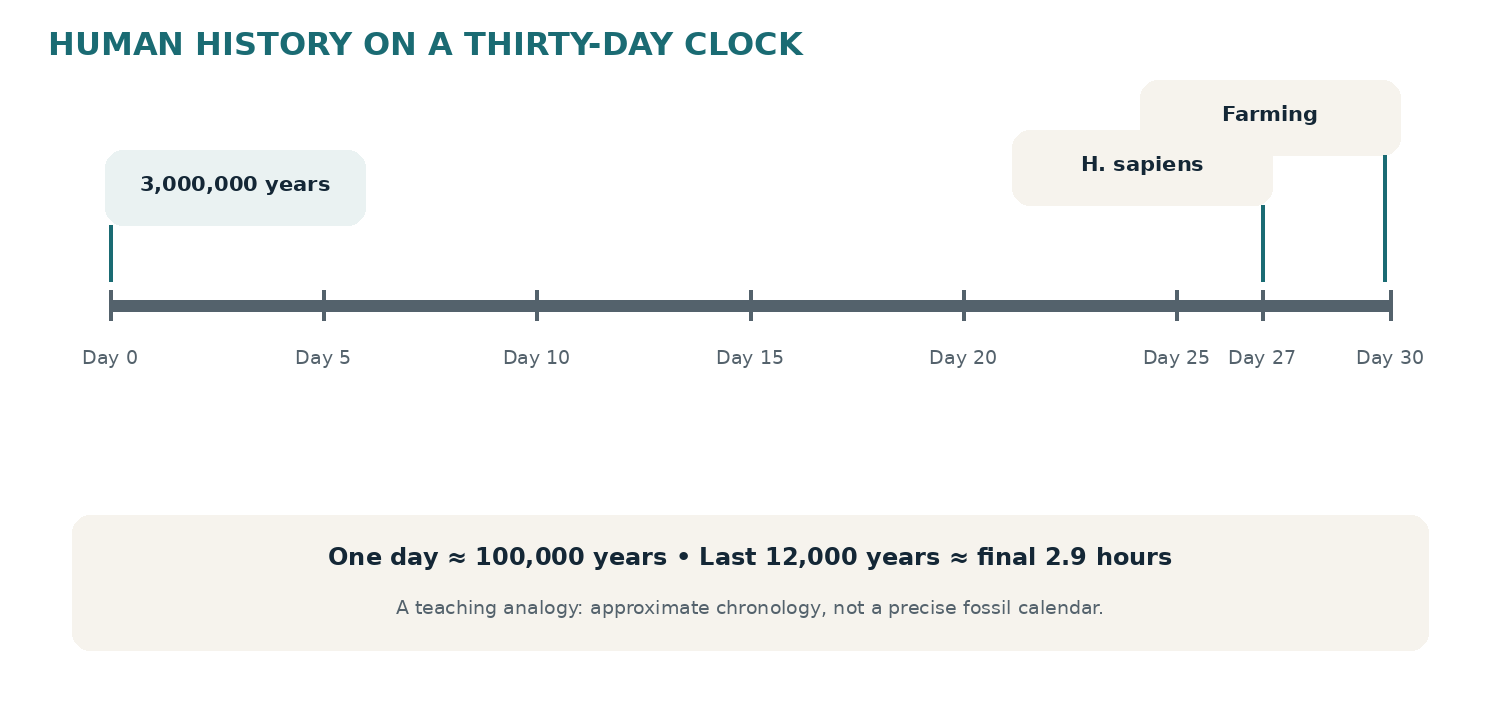 HUMAN HISTORY ON A THIRTY-DAY CLOCK
Farming
H. sapiens
3,000,000 years
Day 0
Day 5
Day 10
Day 15
Day 20
Day 25
Day 27
Day 30
One day ≈ 100,000 years • Last 12,000 years ≈ final 2.9 hours
A teaching analogy: approximate chronology, not a precise fossil calendar.